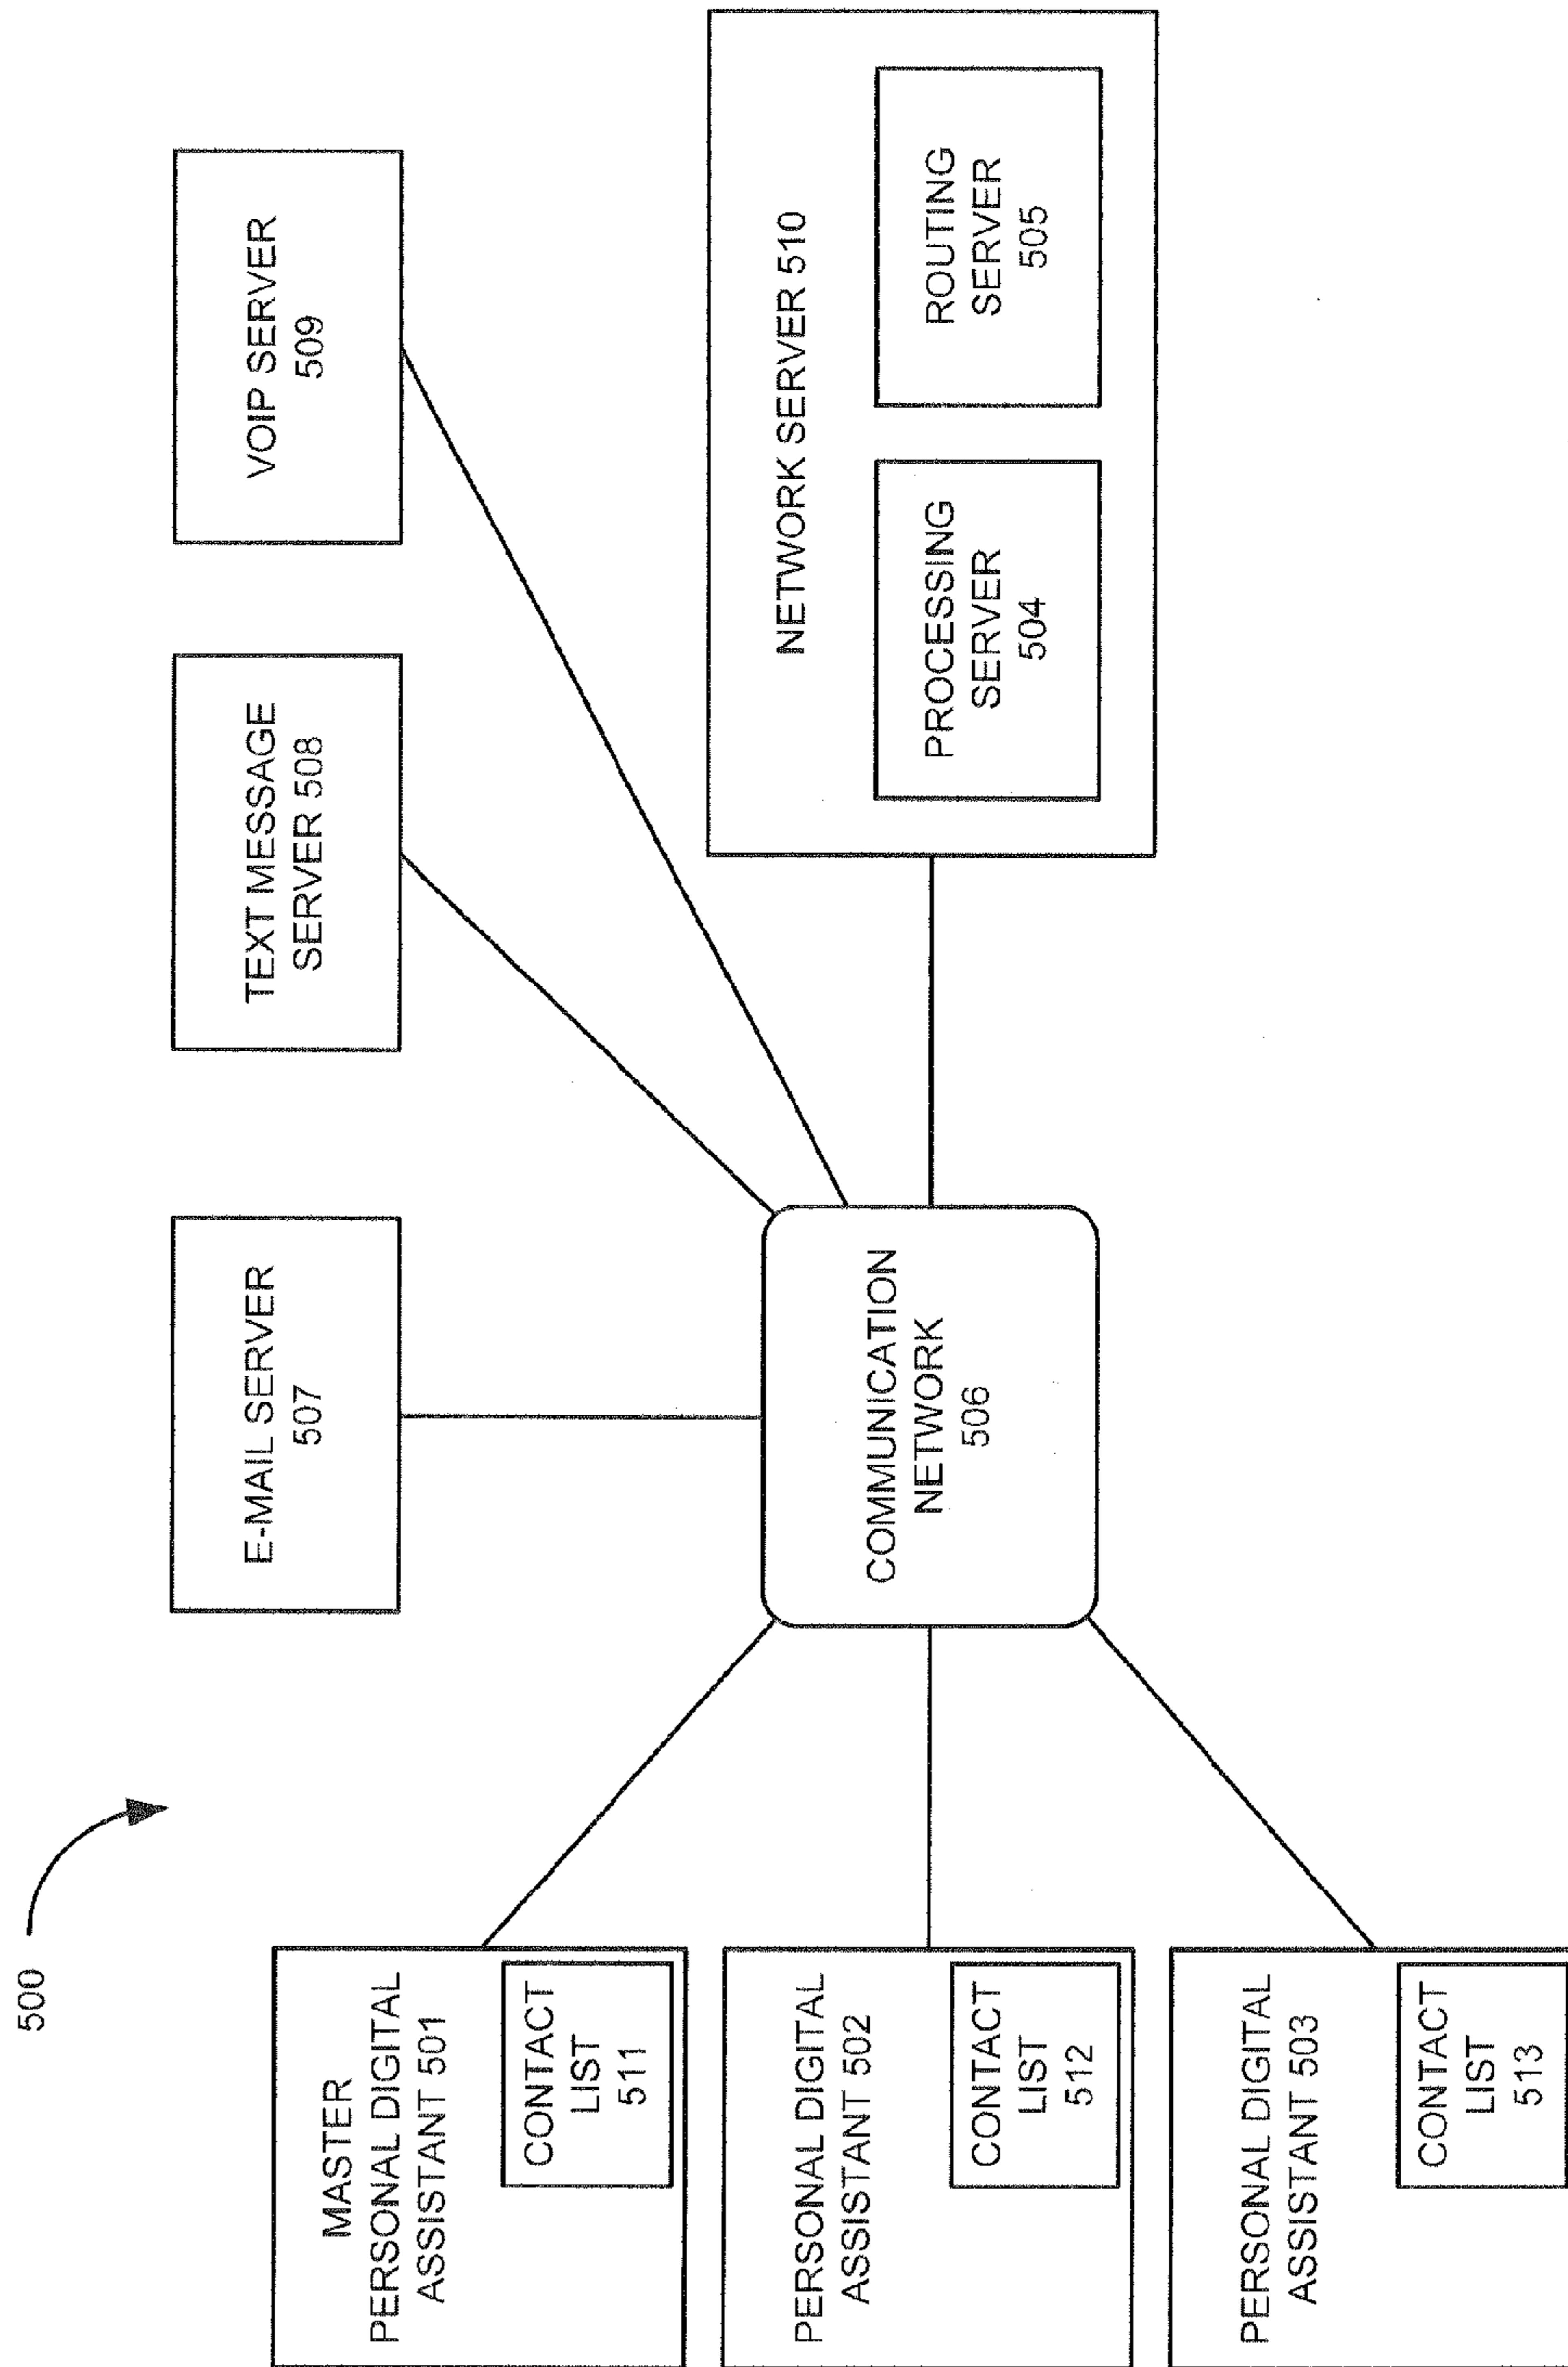 500
MASTER
PERSONAL DIGITAL
ASSISTANT 501
CONTACT
LIST
511
PERSONAL DIGITAL
ASSISTANT 502
CONTACT
LIST
512
PERSONAL DIGITAL
ASSISTANT 503
CONTACT
LIST
513
E-MAIL SERVER
507
TEXT MESSAGE
SERVER 508
VOIP SERVER
509
COMMUNICATION
NETWORK
506
NETWORK SERVER 510
PROCESSING
SERVER
504
ROUTING
SERVER
505